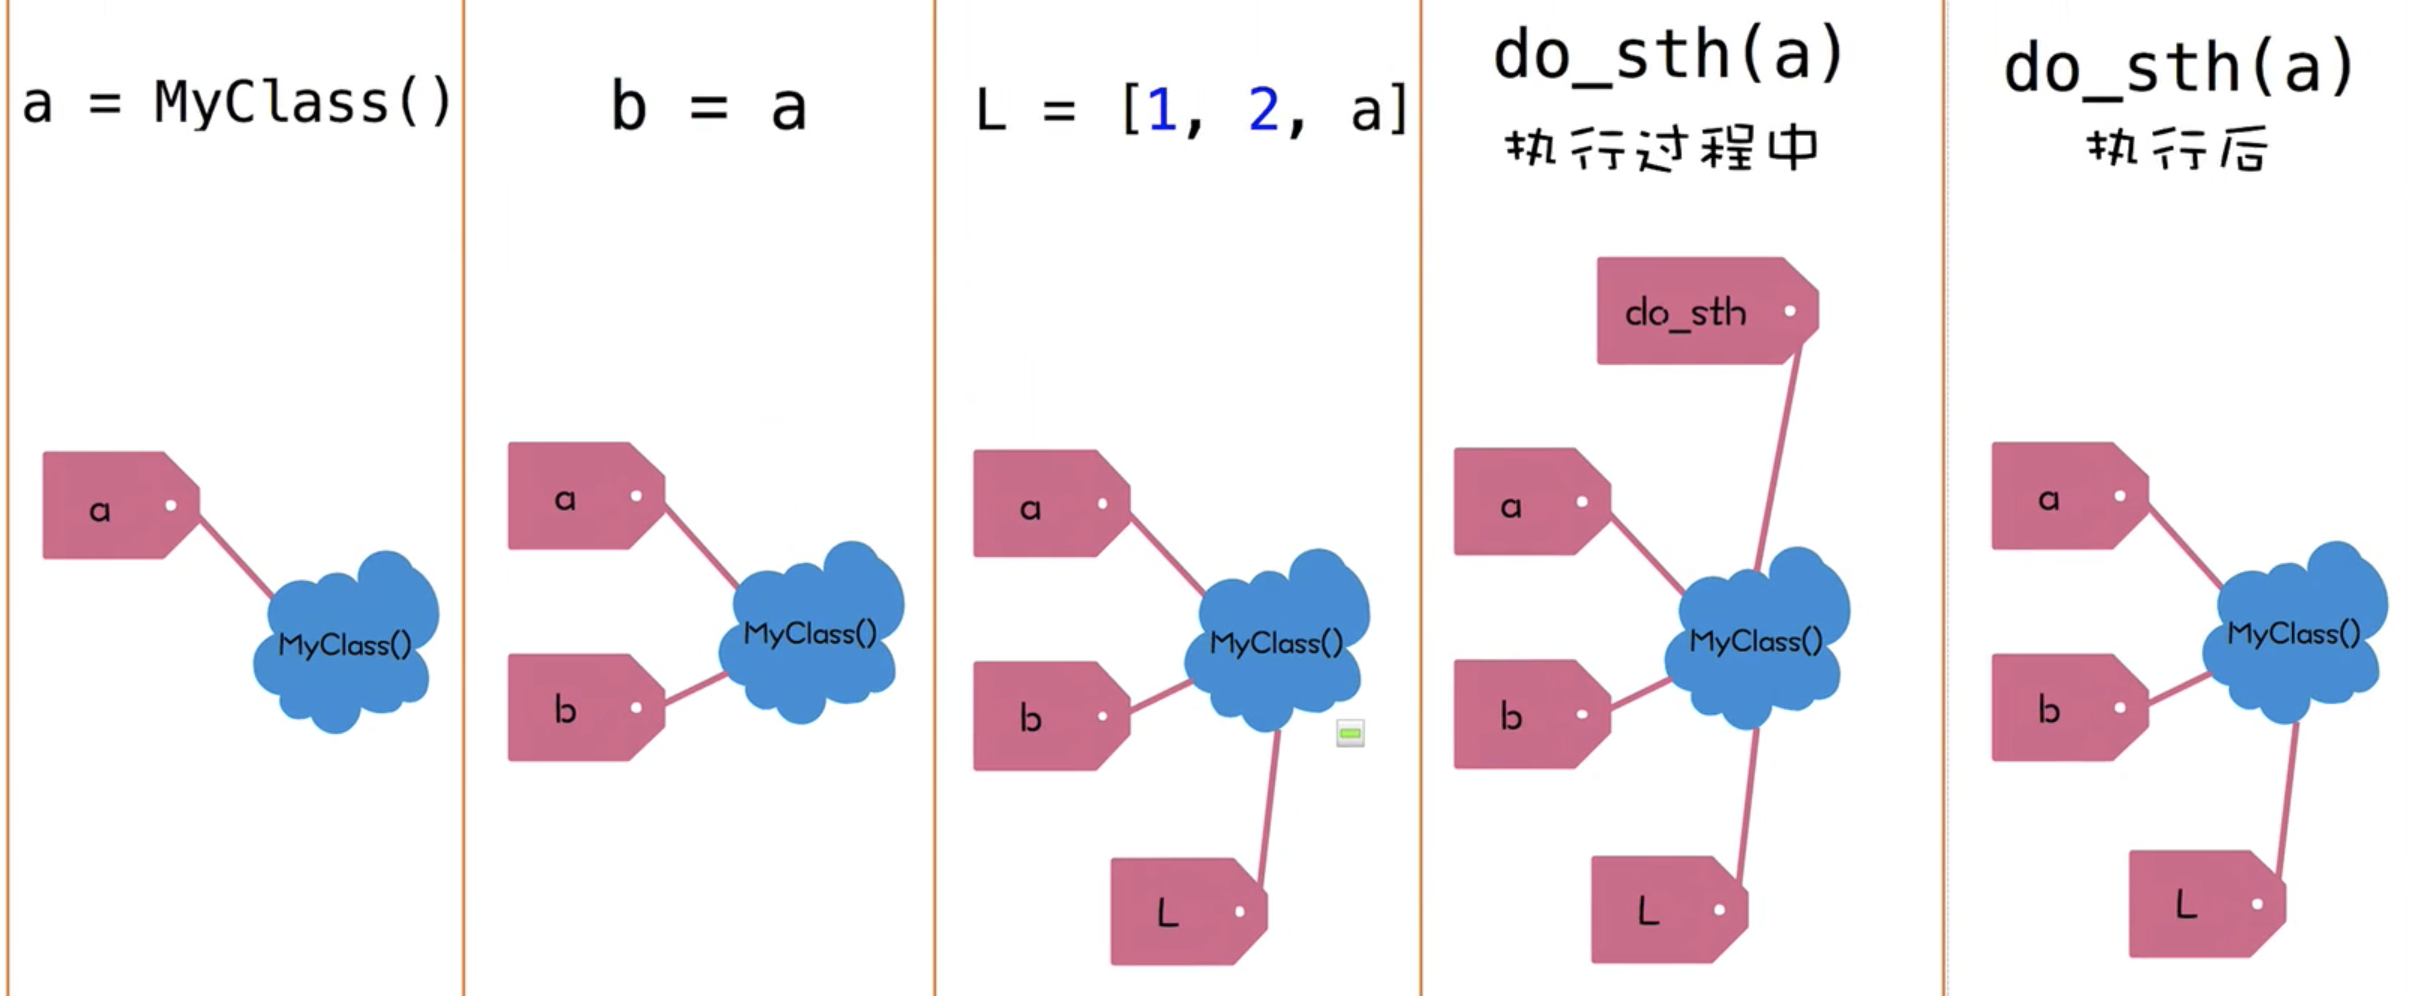 a = MyClass()
a
MyClass()
b = a
a
MyClass()
b
L = [1, 2, a]
a
MyClass()
b
L
do_sth(a)
执行过程中
do_sth
a
MyClass()
b
L
do_sth(a)
执行后
a
MyClass()
b
L